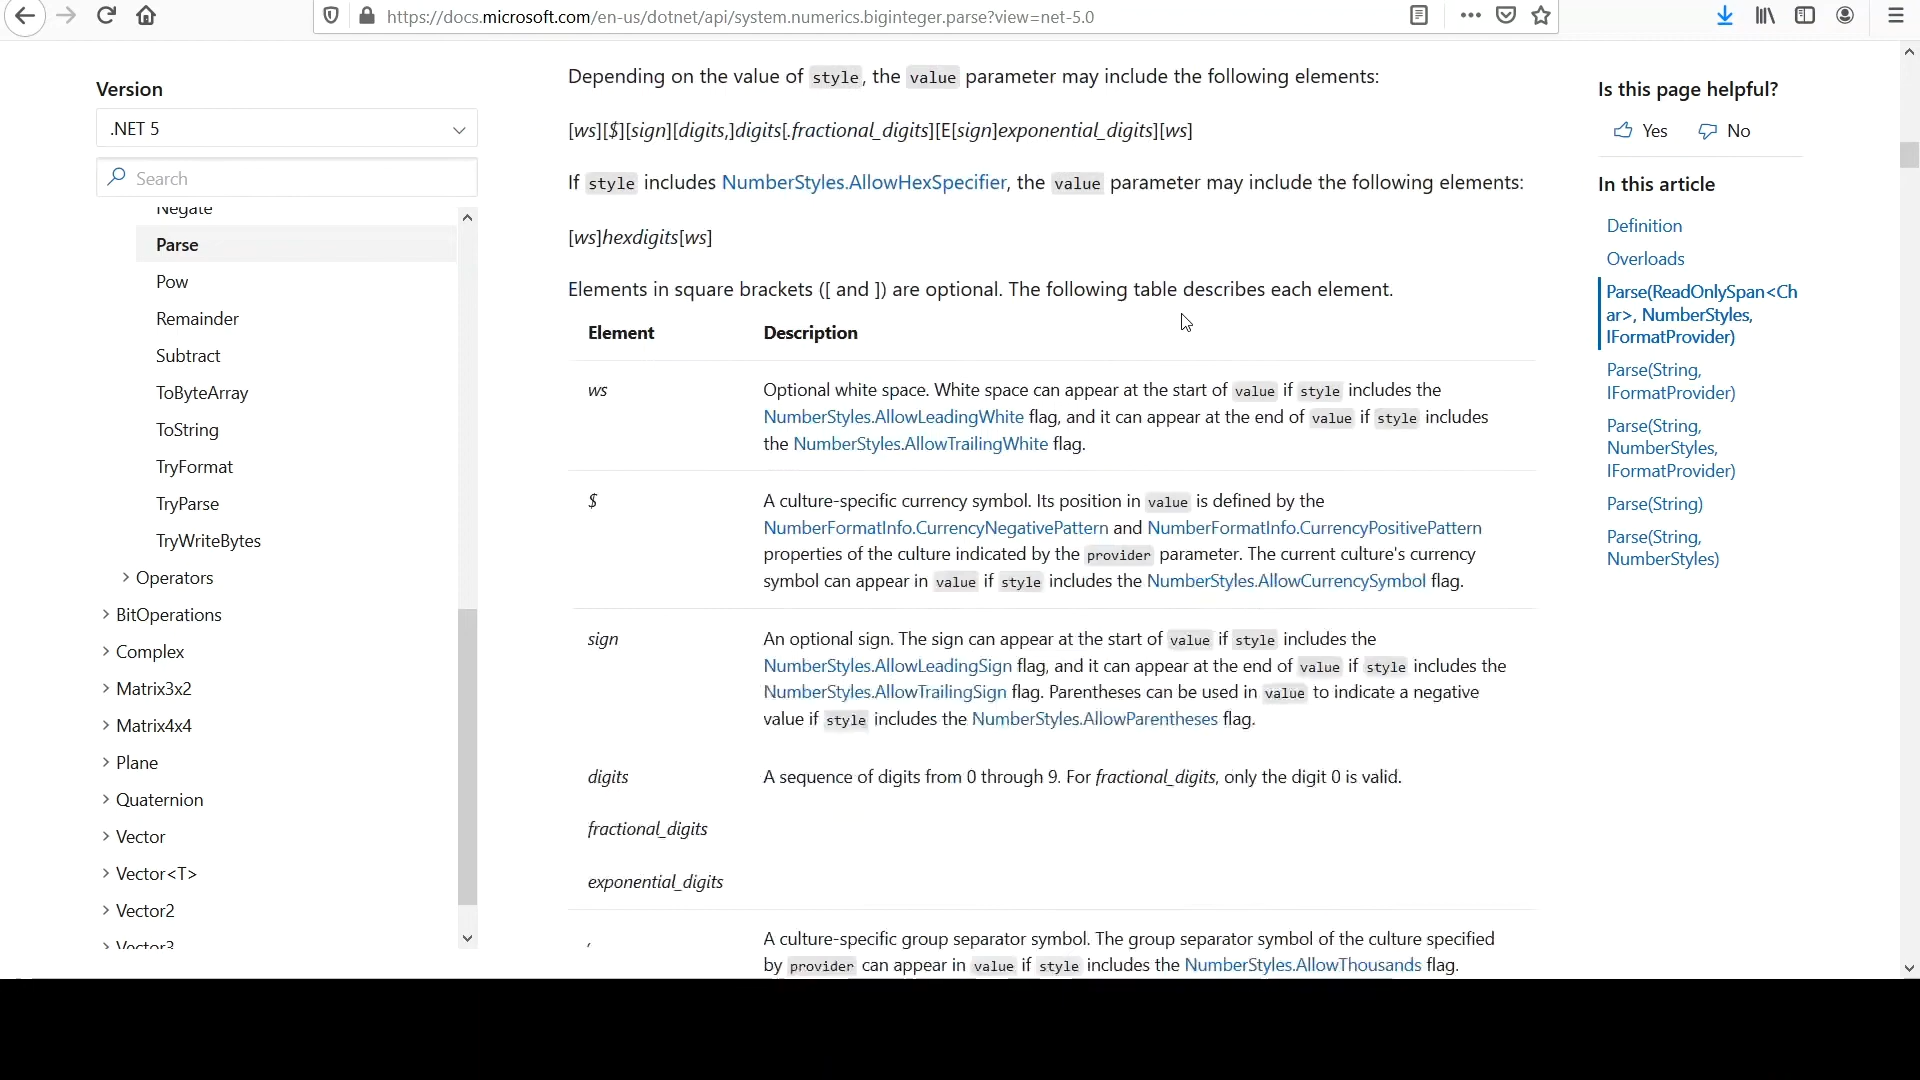 https://docs.microsoft.com/en-us/dotnet/api/system.numerics.biginteger.parse?view=net-5.0
Version
.NET 5
Search
Negate
Parse
Pow
Remainder
Subtract
ToByteArray
ToString
TryFormat
TryParse
TryWriteBytes
Operators
BitOperations
Complex
Matrix3x2
Matrix4x4
Plane
Quaternion
Vector
Vector<T>
Vector2
Vector3
Depending on the value of style, the value parameter may include the following elements:
[ws][$][sign][digits,]digits[.fractional_digits][E[sign]exponential_digits][ws]
If style includes NumberStyles.AllowHexSpecifier, the value parameter may include the following elements:
[ws]hexdigits[ws]
Elements in square brackets ([ and ]) are optional. The following table describes each element.
Element Description
ws Optional white space. White space can appear at the start of value if style includes the
NumberStyles.AllowLeadingWhite flag, and it can appear at the end of value if style includes
the NumberStyles.AllowTrailingWhite flag.
$ A culture-specific currency symbol. Its position in value is defined by the
NumberFormatInfo.CurrencyNegativePattern and NumberFormatInfo.CurrencyPositivePattern
properties of the culture indicated by the provider parameter. The current culture's currency
symbol can appear in value if style includes the NumberStyles.AllowCurrencySymbol flag.
sign An optional sign. The sign can appear at the start of value if style includes the
NumberStyles.AllowLeadingSign flag, and it can appear at the end of value if style includes the
NumberStyles.AllowTrailingSign flag. Parentheses can be used in value to indicate a negative
value if style includes the NumberStyles.AllowParentheses flag.
digits A sequence of digits from 0 through 9. For fractional_digits, only the digit 0 is valid.
fractional_digits
exponential_digits
, A culture-specific group separator symbol. The group separator symbol of the culture specified
by provider can appear in value if style includes the NumberStyles.AllowThousands flag.
Is this page helpful?
Yes No
In this article
Definition
Overloads
Parse(ReadOnlySpan<Ch
ar>, NumberStyles,
IFormatProvider)
Parse(String,
IFormatProvider)
Parse(String,
NumberStyles,
IFormatProvider)
Parse(String)
Parse(String,
NumberStyles)